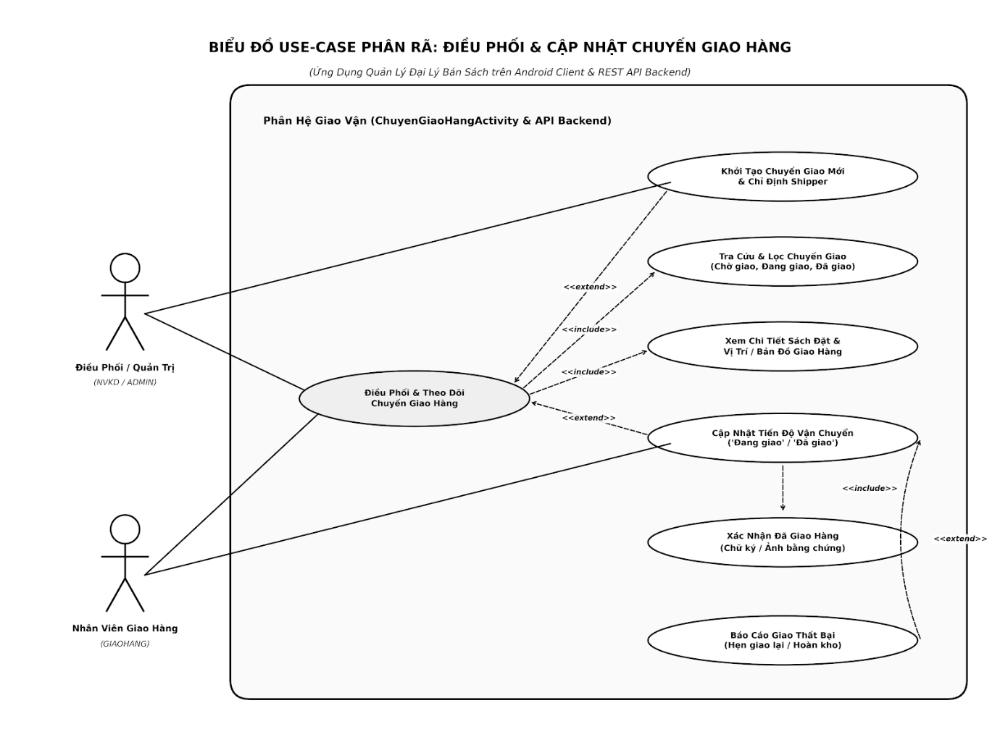 BIỂU ĐỒ USE-CASE PHÂN RÃ: ĐIỀU PHỐI & CẬP NHẬT CHUYẾN GIAO HÀNG
(Ứng Dụng Quản Lý Đại Lý Bán Sách trên Android Client & REST API Backend)
Phân Hệ Giao Vận (ChuyenGiaoHangActivity & API Backend)
Khởi Tạo Chuyến Giao Mới
& Chỉ Định Shipper
Tra Cứu & Lọc Chuyến Giao
(Chờ giao, Đang giao, Đã giao)
<<extend>>
<<include>>
Xem Chi Tiết Sách Đặt &
Vị Trí / Bản Đồ Giao Hàng
<<include>>
Điều Phối / Quản Trị
(NVKD / ADMIN)
Điều Phối & Theo Dõi
Chuyến Giao Hàng
<<extend>>
Cập Nhật Tiến Độ Vận Chuyển
('Đang giao' / 'Đã giao')
<<include>>
Xác Nhận Đã Giao Hàng
(Chữ ký / Ảnh bằng chứng)
<<extend>>
Nhân Viên Giao Hàng
(GIAOHANG)
Báo Cáo Giao Thất Bại
(Hẹn giao lại / Hoàn kho)